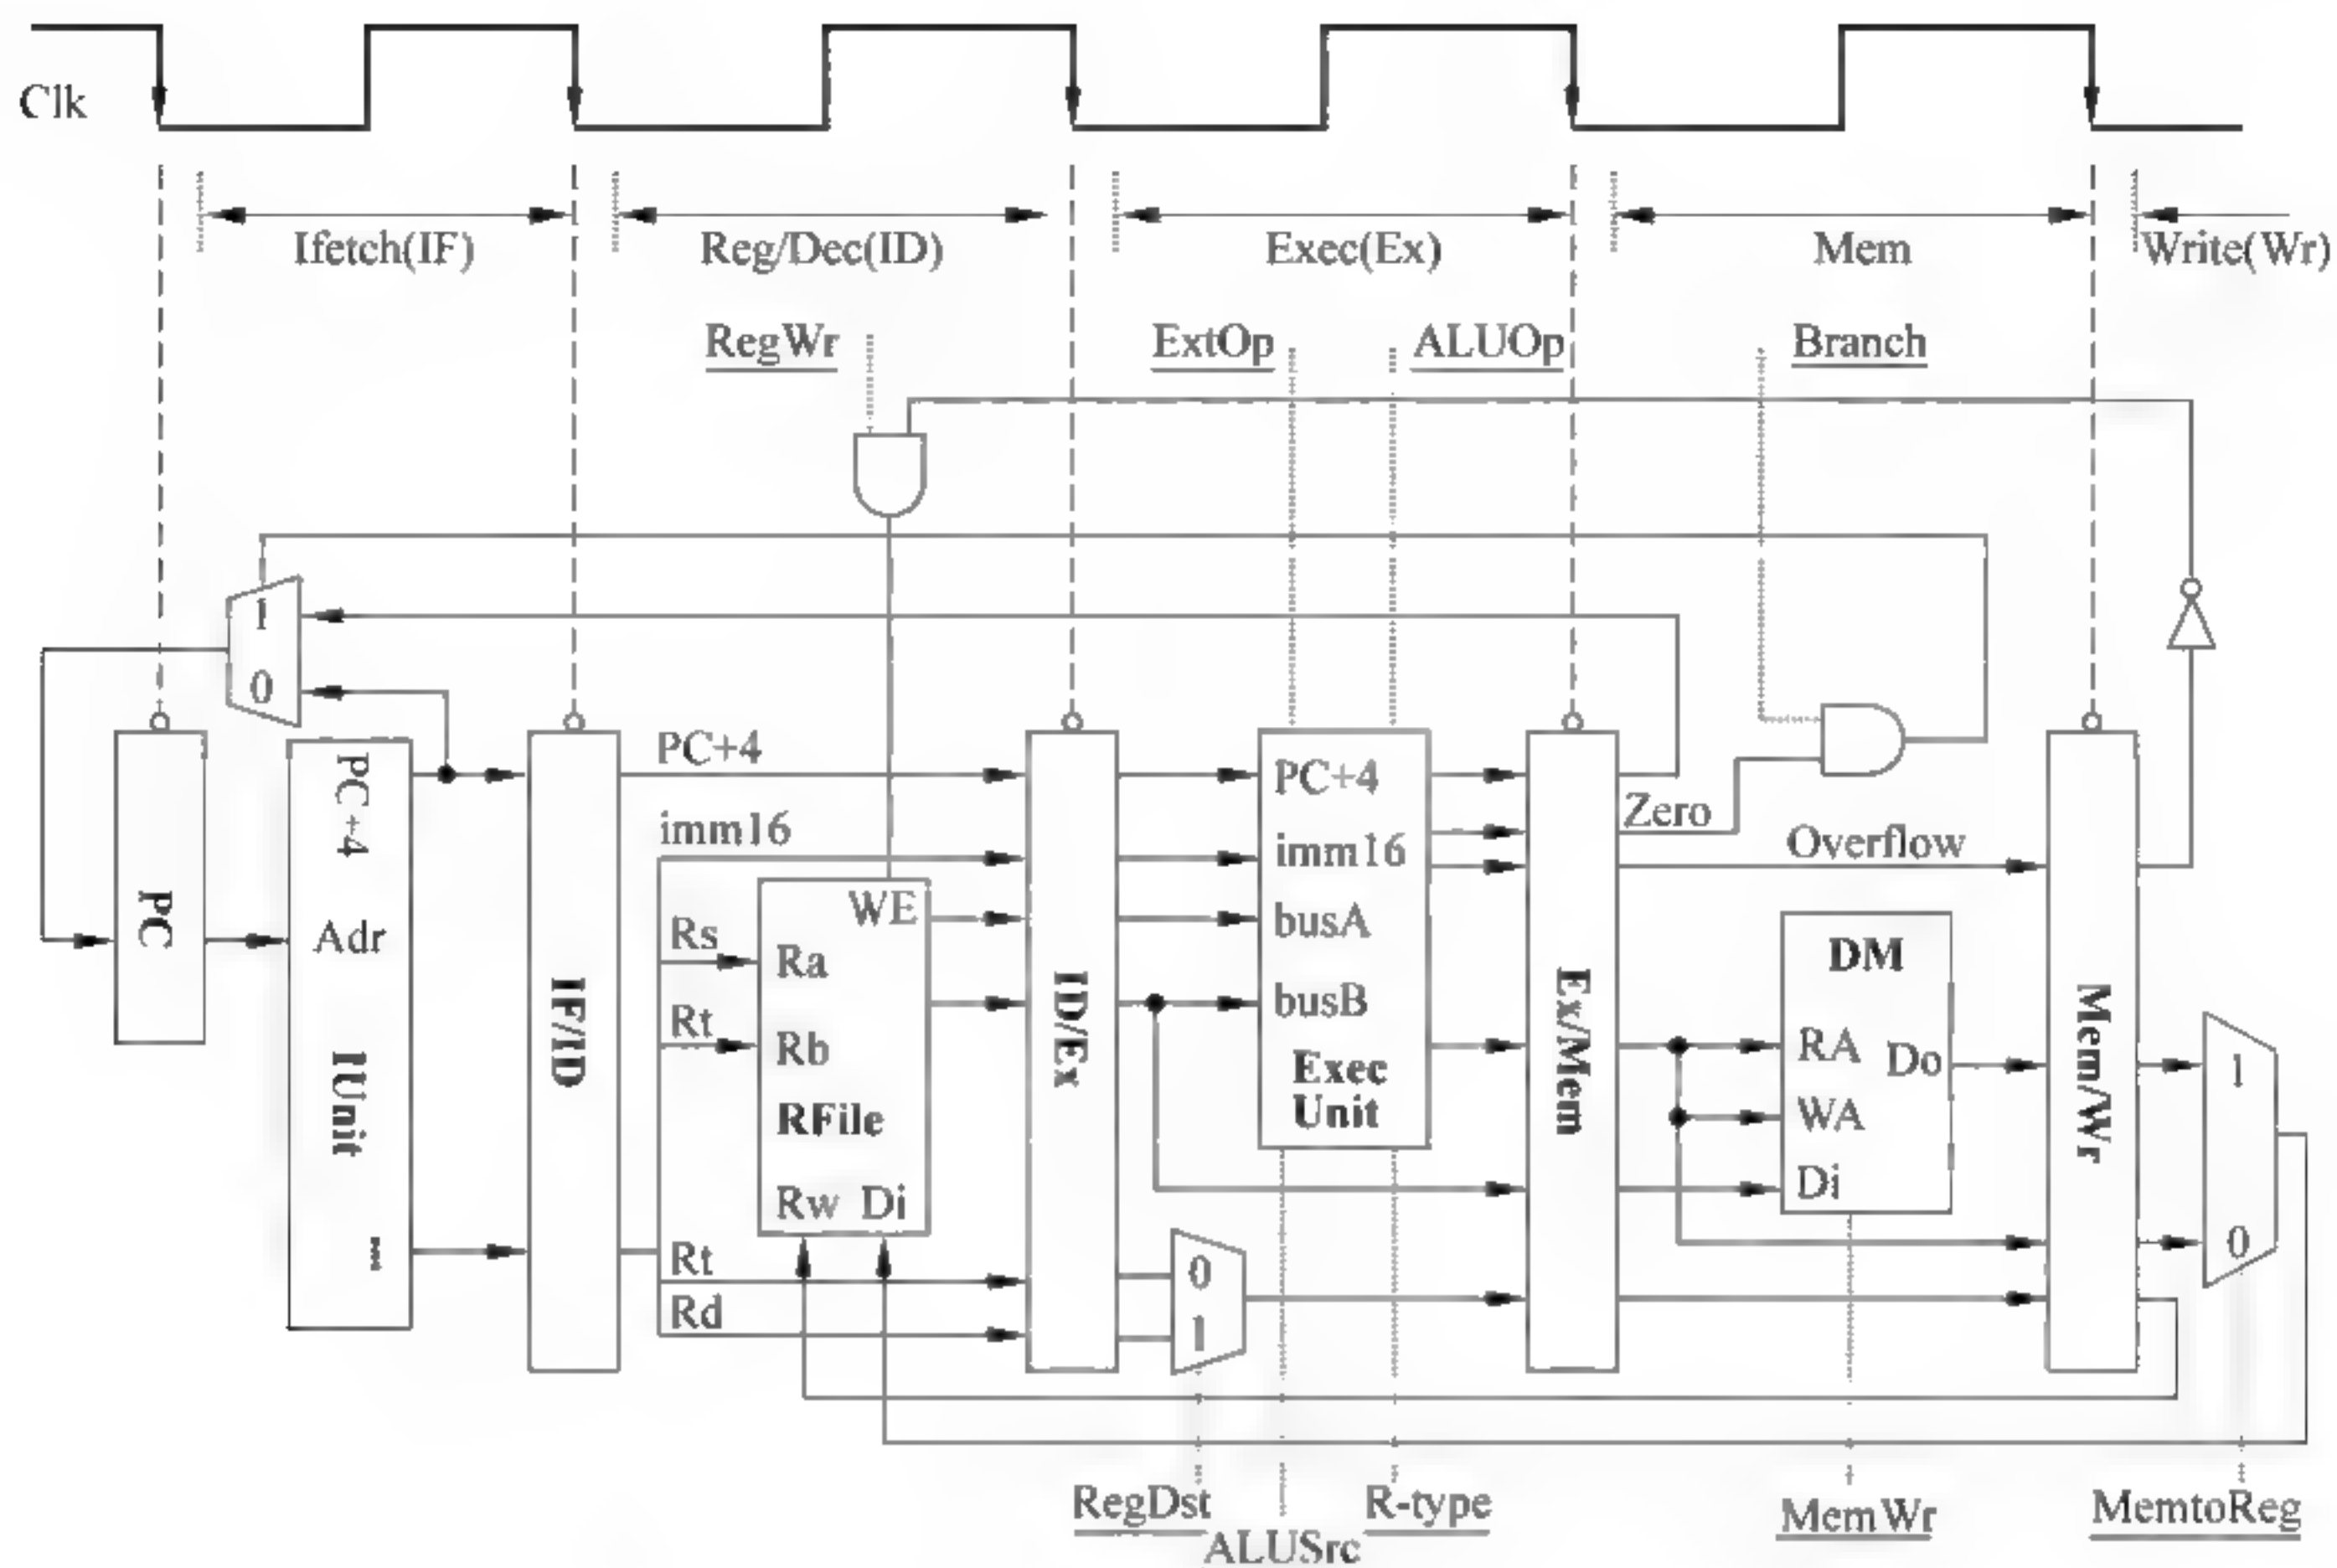 Clk
Ifetch(IF)
Reg/Dec(ID)
Exec(Ex)
Mem
Write(Wr)
RegWr
ExtOp
ALUOp
Branch
1
0
PC
PC+4
Adr
IUnit
I
IF/ID
PC+4
imm16
Rs
Rt
Rt
Rd
WE
Ra
Rb
RFile
Rw Di
ID/Ex
PC+4
imm16
busA
busB
Exec
Unit
0
1
Ex/Mem
Zero
Overflow
DM
RA
Do
WA
Di
Mem/Wr
1
0
RegDst
ALUSrc
R-type
MemWr
MemtoReg